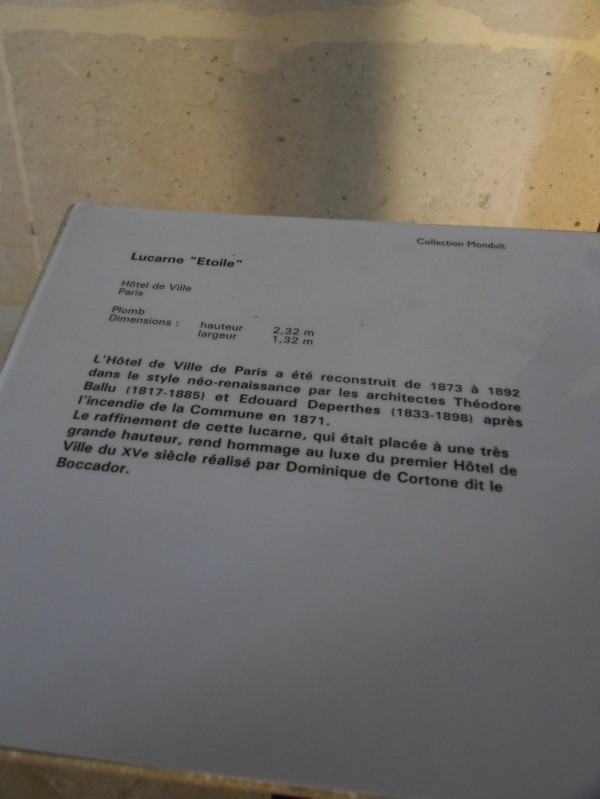 Collection Monduit
Lucarne "Etoile"
Hôtel de Ville
Paris
Plomb
Dimensions : hauteur 2,32 m
largeur 1,32 m
L'Hôtel de Ville de Paris a été reconstruit de 1873 à 1892
dans le style néo-renaissance par les architectes Théodore
Ballu (1817-1885) et Edouard Deperthes (1833-1898) après
l'incendie de la Commune en 1871.
Le raffinement de cette lucarne, qui était placée à une très
grande hauteur, rend hommage au luxe du premier Hôtel de
Ville du XVe siècle réalisé par Dominique de Cortone dit le
Boccador.